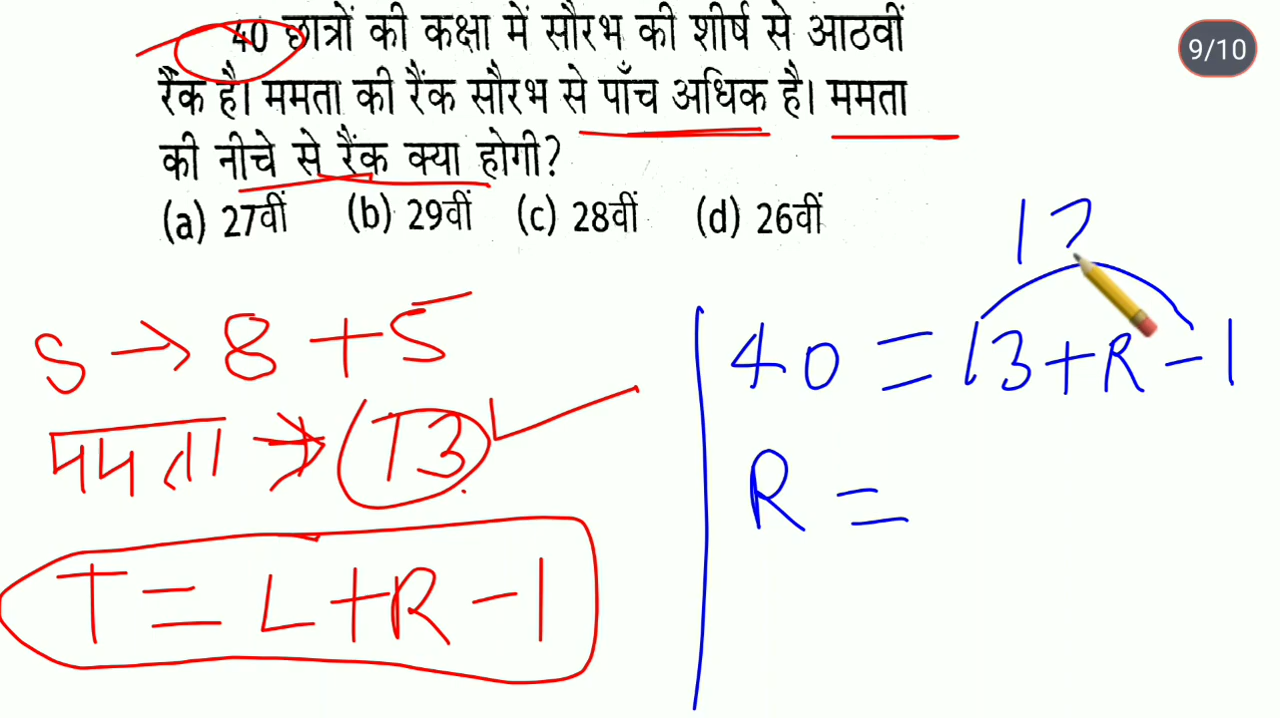 40 छात्रों की कक्षा में सौरभ की शीर्ष से आठवीं
रैंक है। ममता की रैंक सौरभ से पाँच अधिक है। ममता
की नीचे से रैंक क्या होगी?
(a) 27वीं (b) 29वीं (c) 28वीं (d) 26वीं
9/10
S → 8 + 5
ममता → 13
T = L + R - 1
12
40 = 13 + R - 1
R =